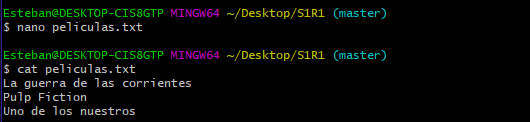 Esteban@DESKTOP-CIS8GTP MINGW64 ~/Desktop/S1R1 (master)
$ nano peliculas.txt
Esteban@DESKTOP-CIS8GTP MINGW64 ~/Desktop/S1R1 (master)
$ cat peliculas.txt
La guerra de las corrientes
Pulp Fiction
Uno de los nuestros